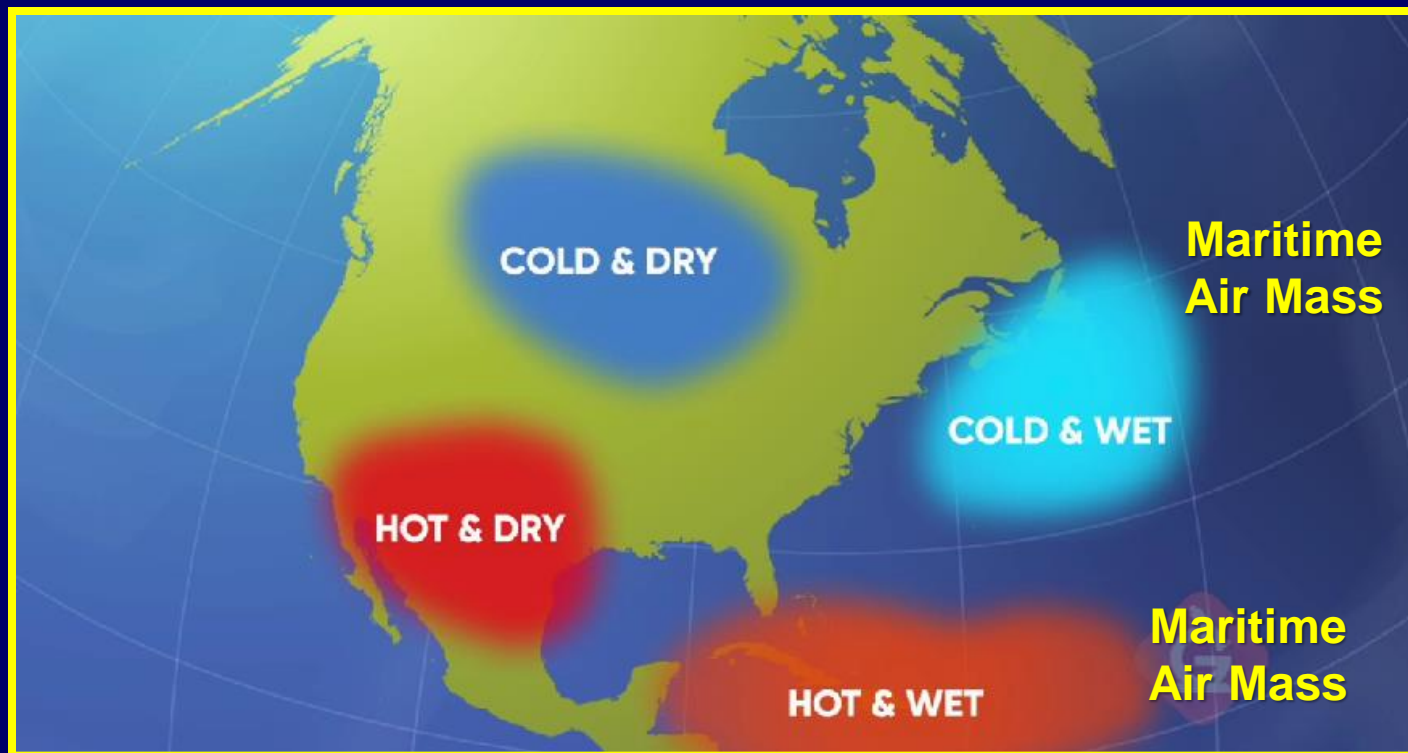 COLD & DRY
Maritime
Air Mass
COLD & WET
HOT & DRY
Maritime
Air Mass
HOT & WET